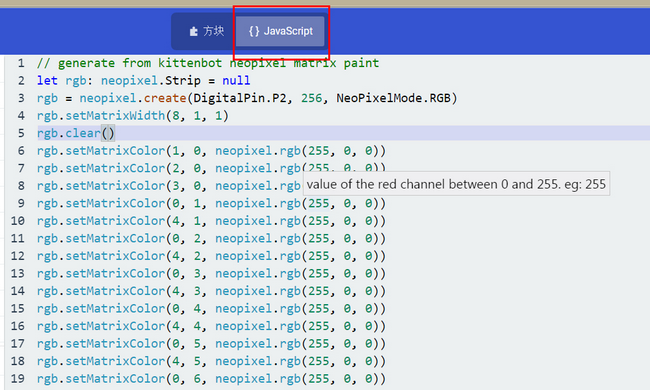 方块
{ } JavaScript
1 // generate from kittenbot neopixel matrix paint
2 let rgb: neopixel.Strip = null
3 rgb = neopixel.create(DigitalPin.P2, 256, NeoPixelMode.RGB)
4 rgb.setMatrixWidth(8, 1, 1)
5 rgb.clear()
6 rgb.setMatrixColor(1, 0, neopixel.rgb(255, 0, 0))
7 rgb.setMatrixColor(2, 0, neopixel.rgb(255, 0, 0))
8 rgb.setMatrixColor(3, 0,
value of the red channel between 0 and 255. eg: 255
9 rgb.setMatrixColor(0, 1, neopixel.rgb(255, 0, 0))
10 rgb.setMatrixColor(4, 1, neopixel.rgb(255, 0, 0))
11 rgb.setMatrixColor(0, 2, neopixel.rgb(255, 0, 0))
12 rgb.setMatrixColor(4, 2, neopixel.rgb(255, 0, 0))
13 rgb.setMatrixColor(0, 3, neopixel.rgb(255, 0, 0))
14 rgb.setMatrixColor(4, 3, neopixel.rgb(255, 0, 0))
15 rgb.setMatrixColor(0, 4, neopixel.rgb(255, 0, 0))
16 rgb.setMatrixColor(4, 4, neopixel.rgb(255, 0, 0))
17 rgb.setMatrixColor(0, 5, neopixel.rgb(255, 0, 0))
18 rgb.setMatrixColor(4, 5, neopixel.rgb(255, 0, 0))
19 rgb.setMatrixColor(0, 6, neopixel.rgb(255, 0, 0))